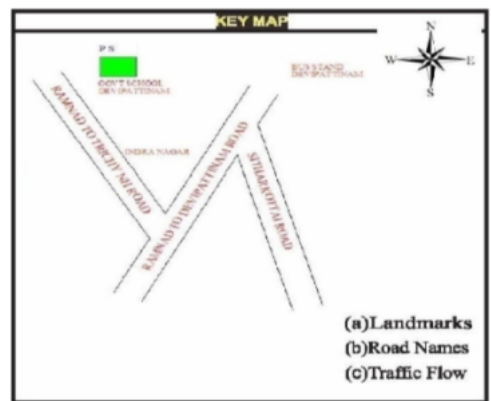 KEY MAP
N
W E
S
P S
GOVT SCHOOL
DEVIPATTINAM
BUS STAND
DEVIPATTINAM
RAMNAD TO TRICHY NH ROAD
INDRA NAGAR
RAMNAD TO DEVIPATTINAM ROAD
SITHARKOTTAI ROAD
(a)Landmarks
(b)Road Names
(c)Traffic Flow